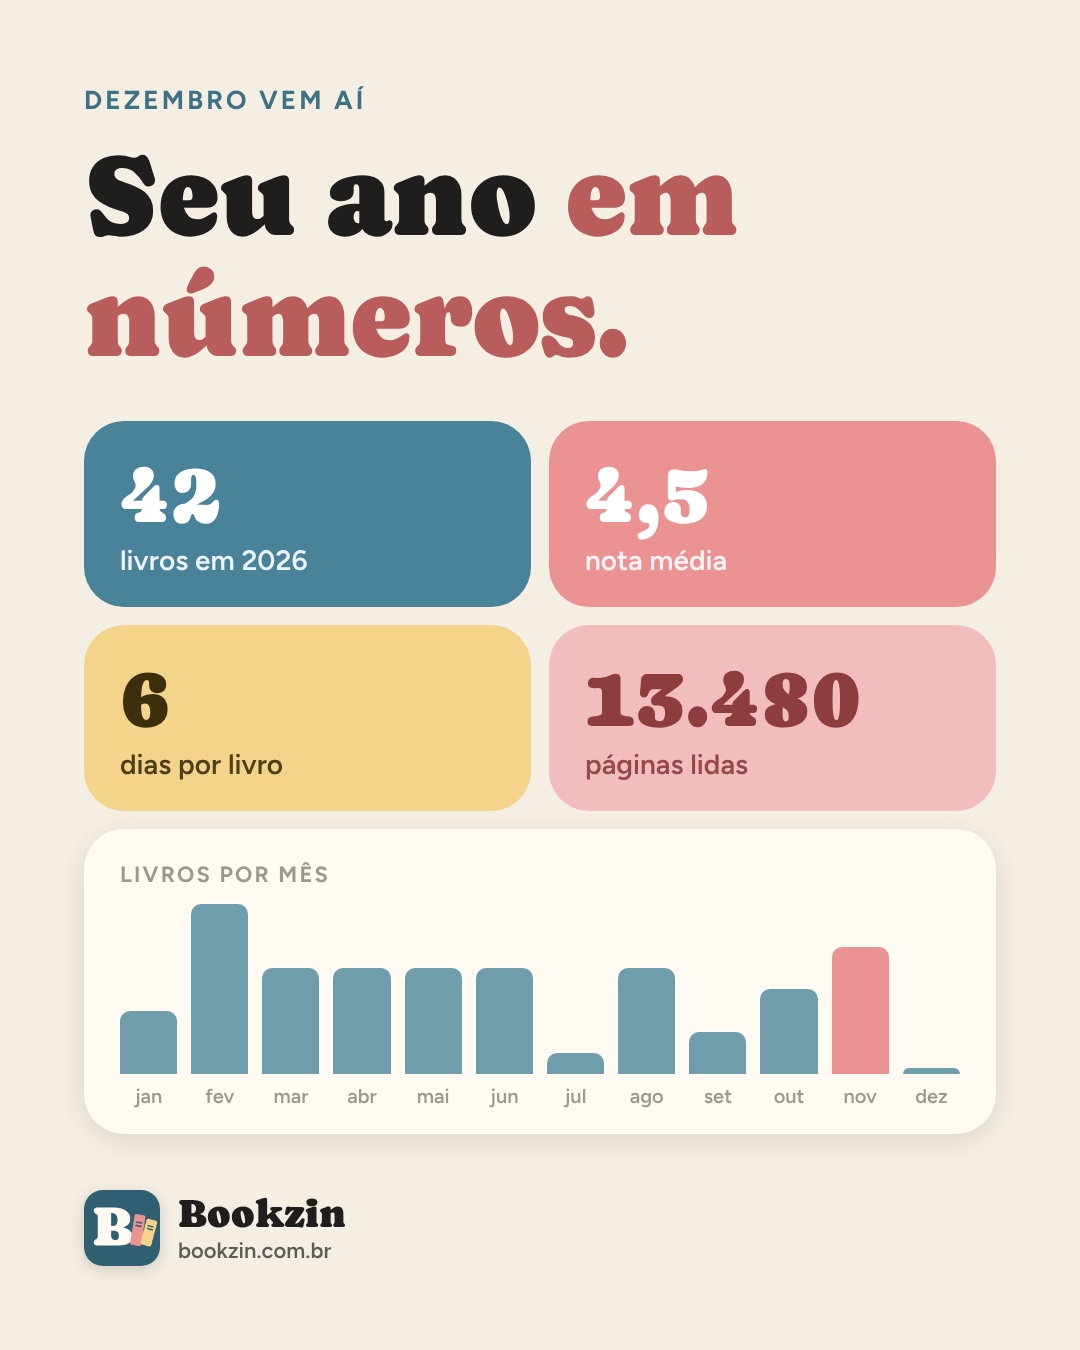 DEZEMBRO VEM AÍ
Seu ano em
números.
42
livros em 2026
4,5
nota média
6
dias por livro
13.480
páginas lidas
LIVROS POR MÊS
jan fev mar abr mai jun jul ago set out nov dez
B
Bookzin
bookzin.com.br